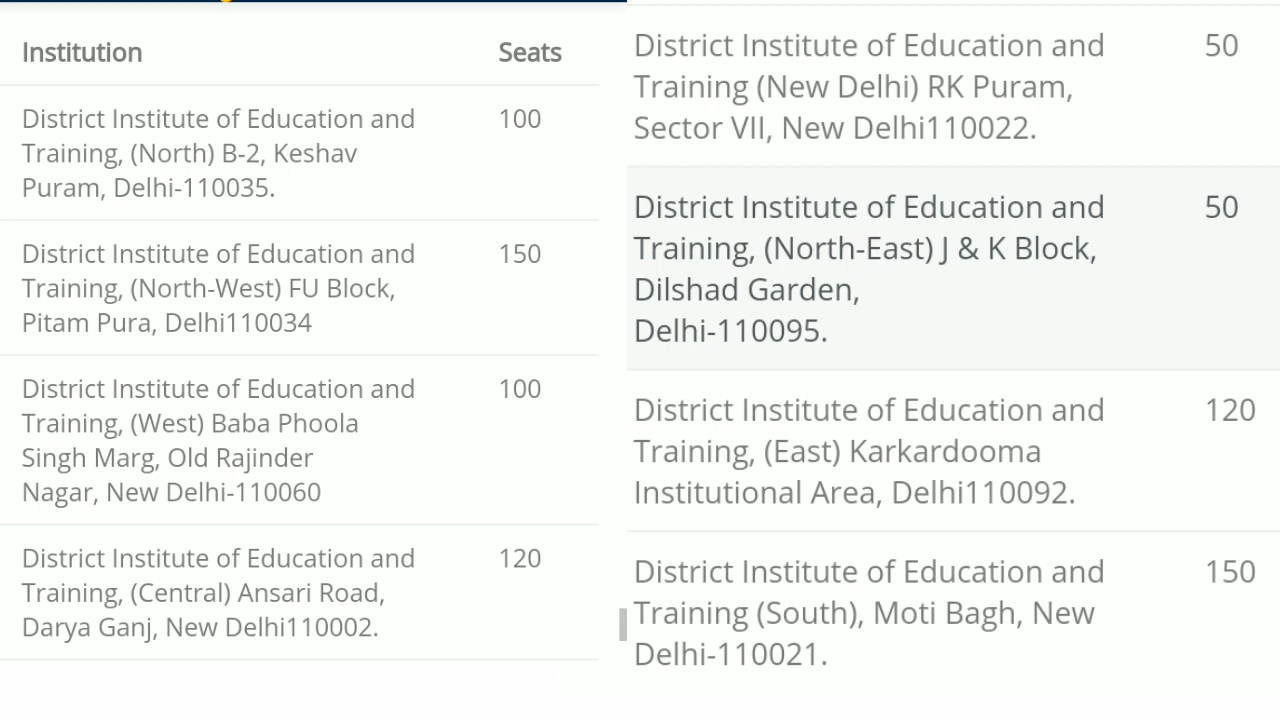 Institution Seats
District Institute of Education and 100
Training, (North) B-2, Keshav
Puram, Delhi-110035.
District Institute of Education and 150
Training, (North-West) FU Block,
Pitam Pura, Delhi110034
District Institute of Education and 100
Training, (West) Baba Phoola
Singh Marg, Old Rajinder
Nagar, New Delhi-110060
District Institute of Education and 120
Training, (Central) Ansari Road,
Darya Ganj, New Delhi110002.
District Institute of Education and 50
Training (New Delhi) RK Puram,
Sector VII, New Delhi110022.
District Institute of Education and 50
Training, (North-East) J & K Block,
Dilshad Garden,
Delhi-110095.
District Institute of Education and 120
Training, (East) Karkardooma
Institutional Area, Delhi110092.
District Institute of Education and 150
Training (South), Moti Bagh, New
Delhi-110021.